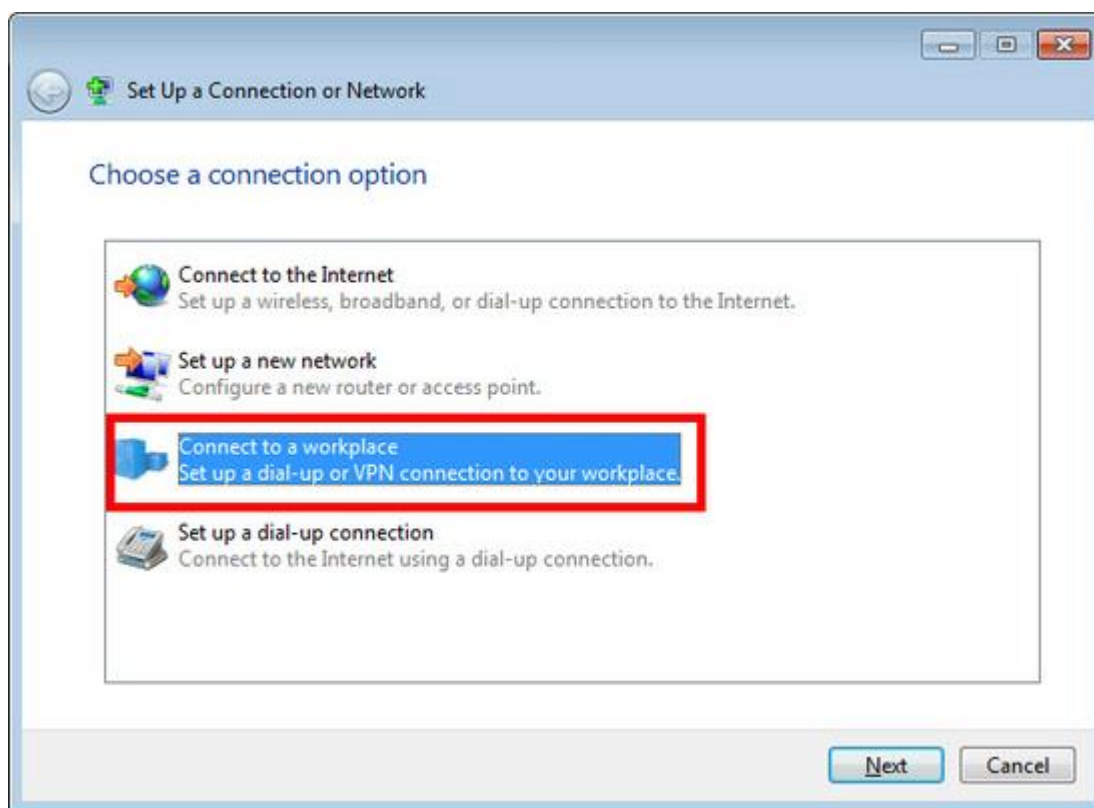 Set Up a Connection or Network
Choose a connection option
Connect to the Internet
Set up a wireless, broadband, or dial-up connection to the Internet.
Set up a new network
Configure a new router or access point.
Connect to a workplace
Set up a dial-up or VPN connection to your workplace.
Set up a dial-up connection
Connect to the Internet using a dial-up connection.
Next
Cancel